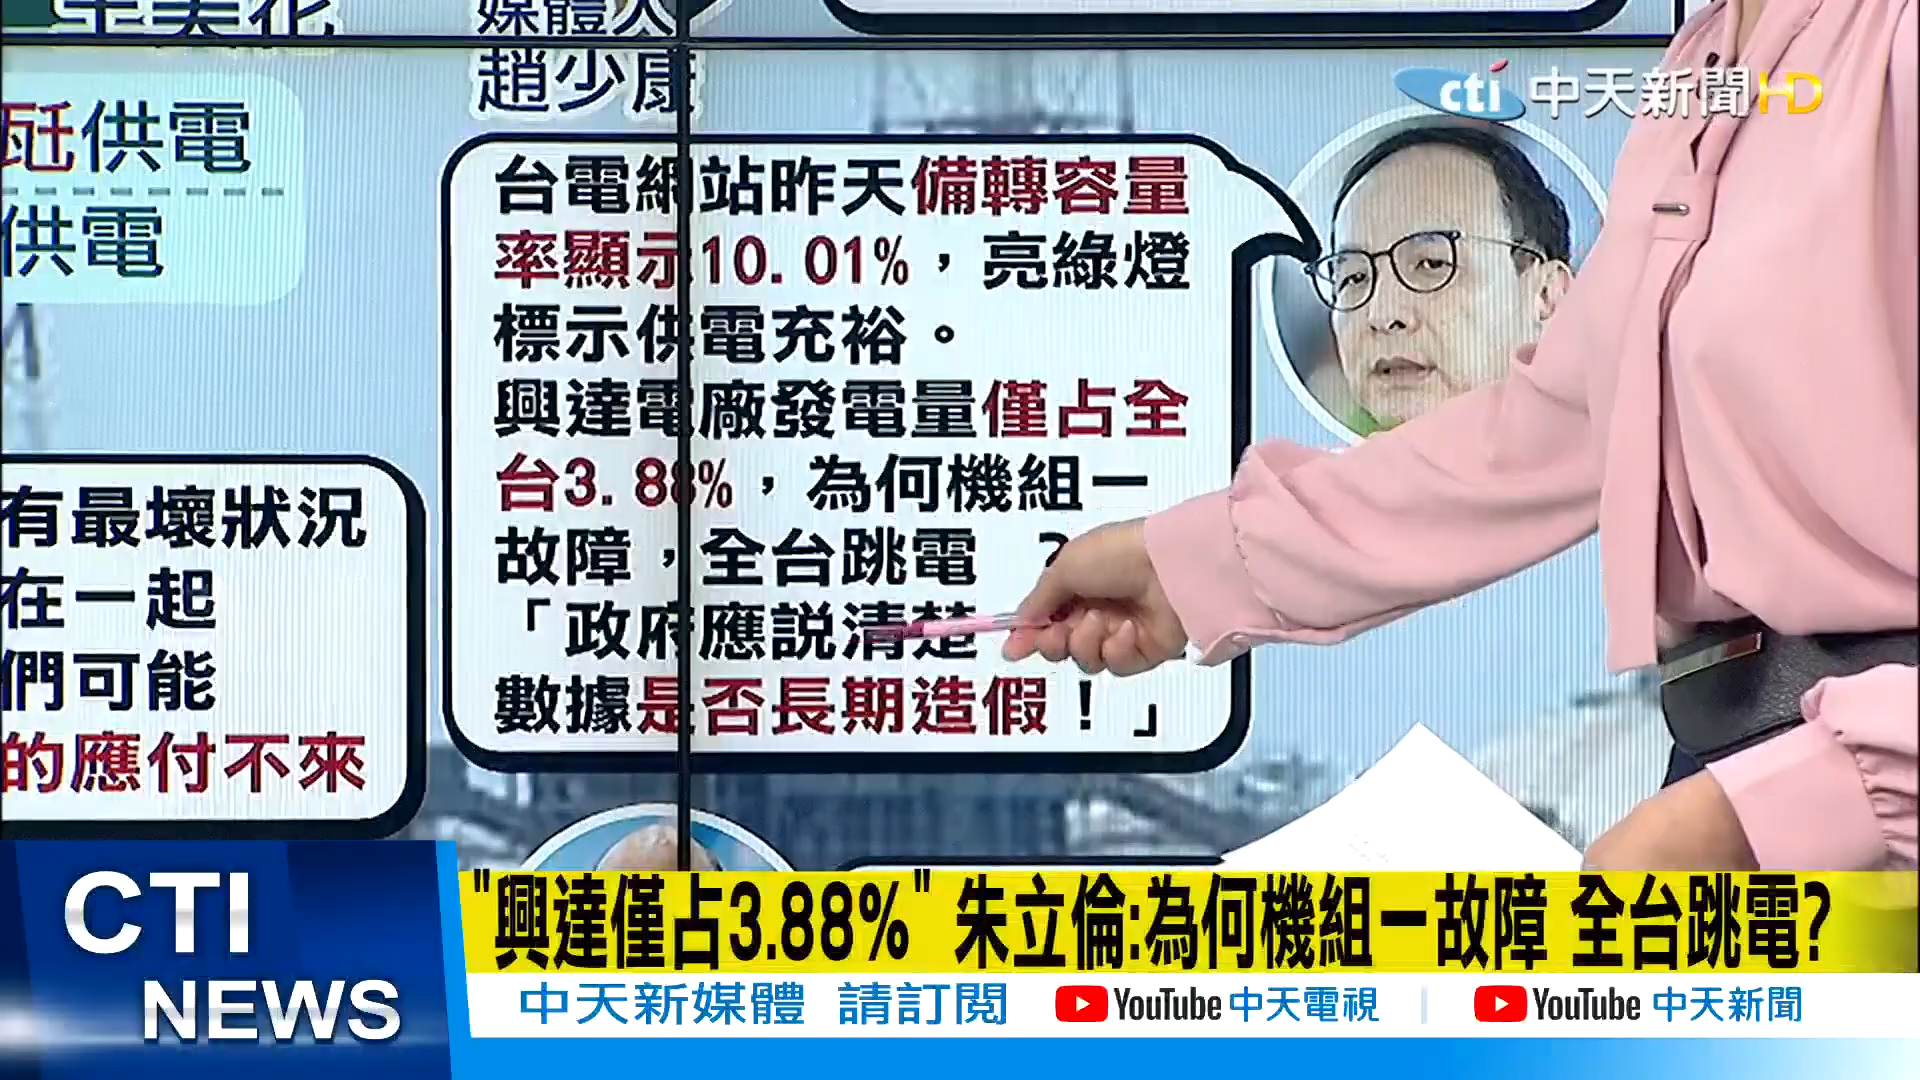 媒體人
趙少康
cti 中天新聞HD
供電
供電
台電網站昨天備轉容量
率顯示10.01%，亮綠燈
標示供電充裕。
興達電廠發電量僅占全
台3.88%，為何機組一
故障，全台跳電？
「政府應說清楚
數據是否長期造假！」
有最壞狀況
在一起
們可能
的應付不來
CTI
NEWS
"興達僅占3.88%" 朱立倫:為何機組一故障 全台跳電?
中天新媒體 請訂閱 YouTube 中天電視 | YouTube 中天新聞